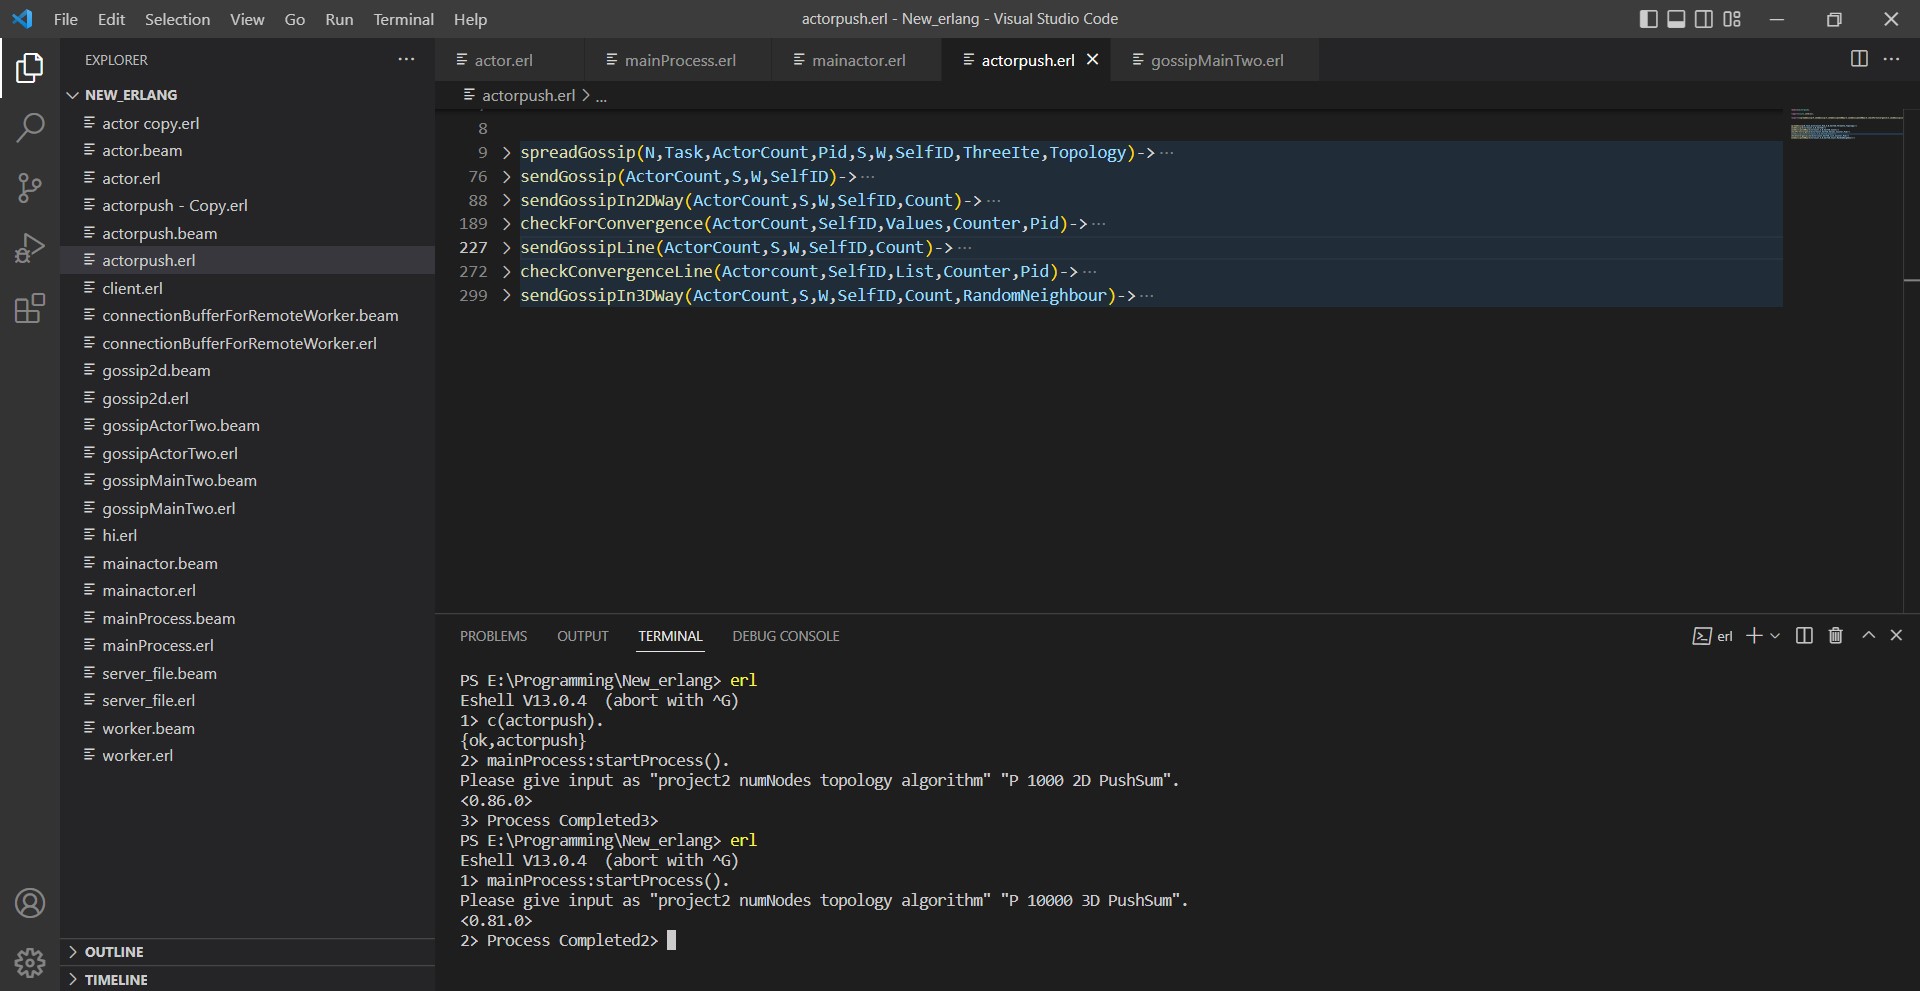 File Edit Selection View Go Run Terminal Help
actorpush.erl - New_erlang - Visual Studio Code
EXPLORER
NEW_ERLANG
actor copy.erl
actor.beam
actor.erl
actorpush - Copy.erl
actorpush.beam
actorpush.erl
client.erl
connectionBufferForRemoteWorker.beam
connectionBufferForRemoteWorker.erl
gossip2d.beam
gossip2d.erl
gossipActorTwo.beam
gossipActorTwo.erl
gossipMainTwo.beam
gossipMainTwo.erl
hi.erl
mainactor.beam
mainactor.erl
mainProcess.beam
mainProcess.erl
server_file.beam
server_file.erl
worker.beam
worker.erl
OUTLINE
TIMELINE
actor.erl mainProcess.erl mainactor.erl actorpush.erl gossipMainTwo.erl
actorpush.erl > ...
8
9 > spreadGossip(N,Task,ActorCount,Pid,S,W,SelfID,ThreeIte,Topology)->···
76 > sendGossip(ActorCount,S,W,SelfID)->···
88 > sendGossipIn2DWay(ActorCount,S,W,SelfID,Count)->···
189 > checkForConvergence(ActorCount,SelfID,Values,Counter,Pid)->···
227 > sendGossipLine(ActorCount,S,W,SelfID,Count)->···
272 > checkConvergenceLine(Actorcount,SelfID,List,Counter,Pid)->···
299 > sendGossipIn3DWay(ActorCount,S,W,SelfID,Count,RandomNeighbour)->···
PROBLEMS OUTPUT TERMINAL DEBUG CONSOLE
erl
PS E:\Programming\New_erlang> erl
Eshell V13.0.4  (abort with ^G)
1> c(actorpush).
{ok,actorpush}
2> mainProcess:startProcess().
Please give input as "project2 numNodes topology algorithm" "P 1000 2D PushSum".
<0.86.0>
3> Process Completed3>
PS E:\Programming\New_erlang> erl
Eshell V13.0.4  (abort with ^G)
1> mainProcess:startProcess().
Please give input as "project2 numNodes topology algorithm" "P 10000 3D PushSum".
<0.81.0>
2> Process Completed2>